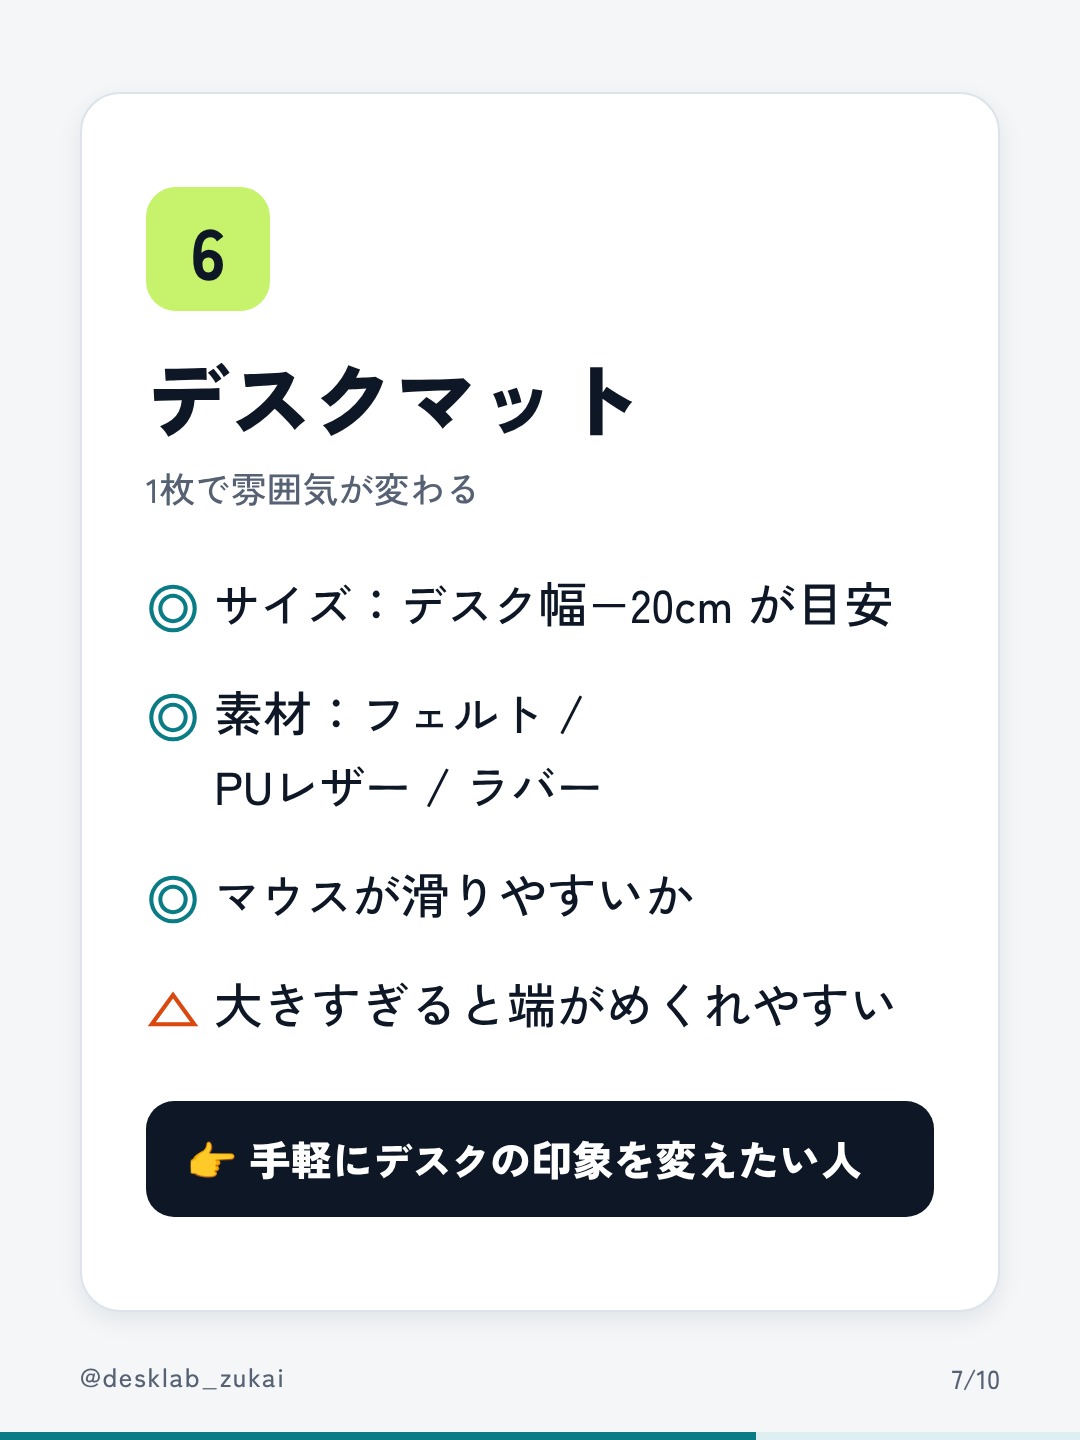 6
デスクマット
1枚で雰囲気が変わる
◎ サイズ：デスク幅−20cm が目安
◎ 素材：フェルト /
PUレザー / ラバー
◎ マウスが滑りやすいか
△ 大きすぎると端がめくれやすい
👉 手軽にデスクの印象を変えたい人
@desklab_zukai
7/10